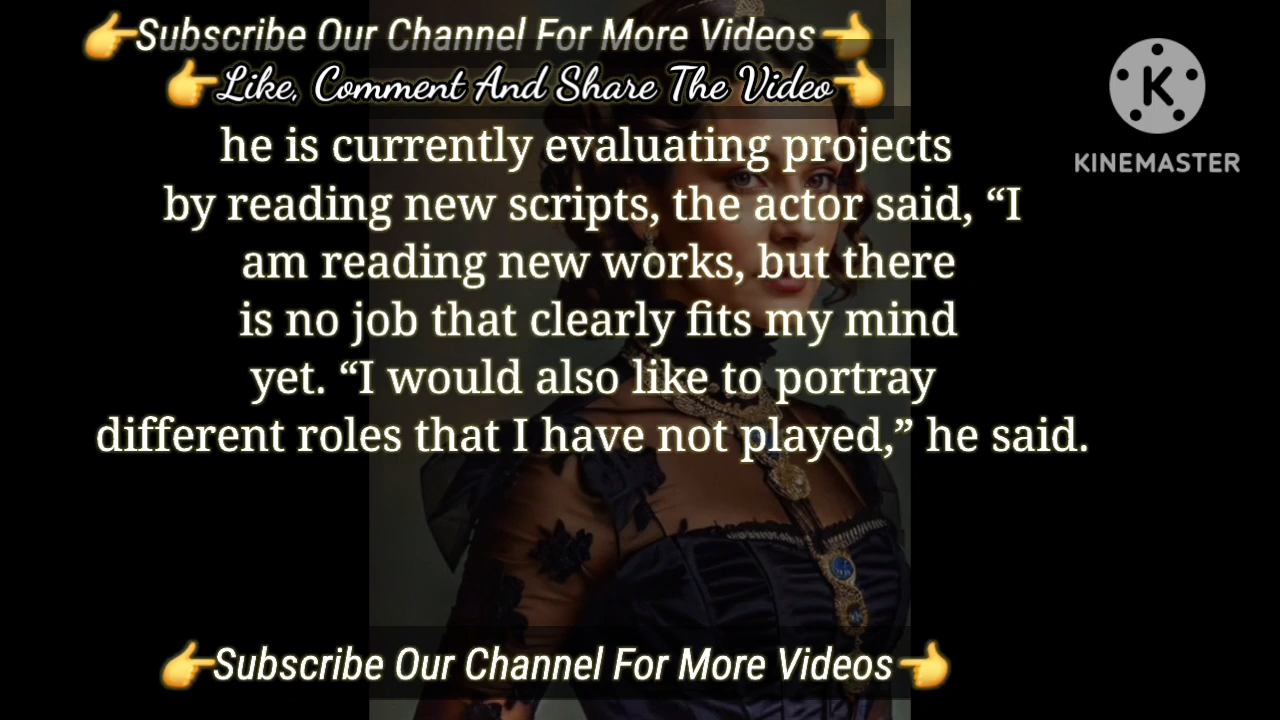 👉Subscribe Our Channel For More Videos👈
👉Like, Comment And Share The Video👈
K
KINEMASTER
he is currently evaluating projects
by reading new scripts, the actor said, “I
am reading new works, but there
is no job that clearly fits my mind
yet. “I would also like to portray
different roles that I have not played,” he said.
👉Subscribe Our Channel For More Videos👈